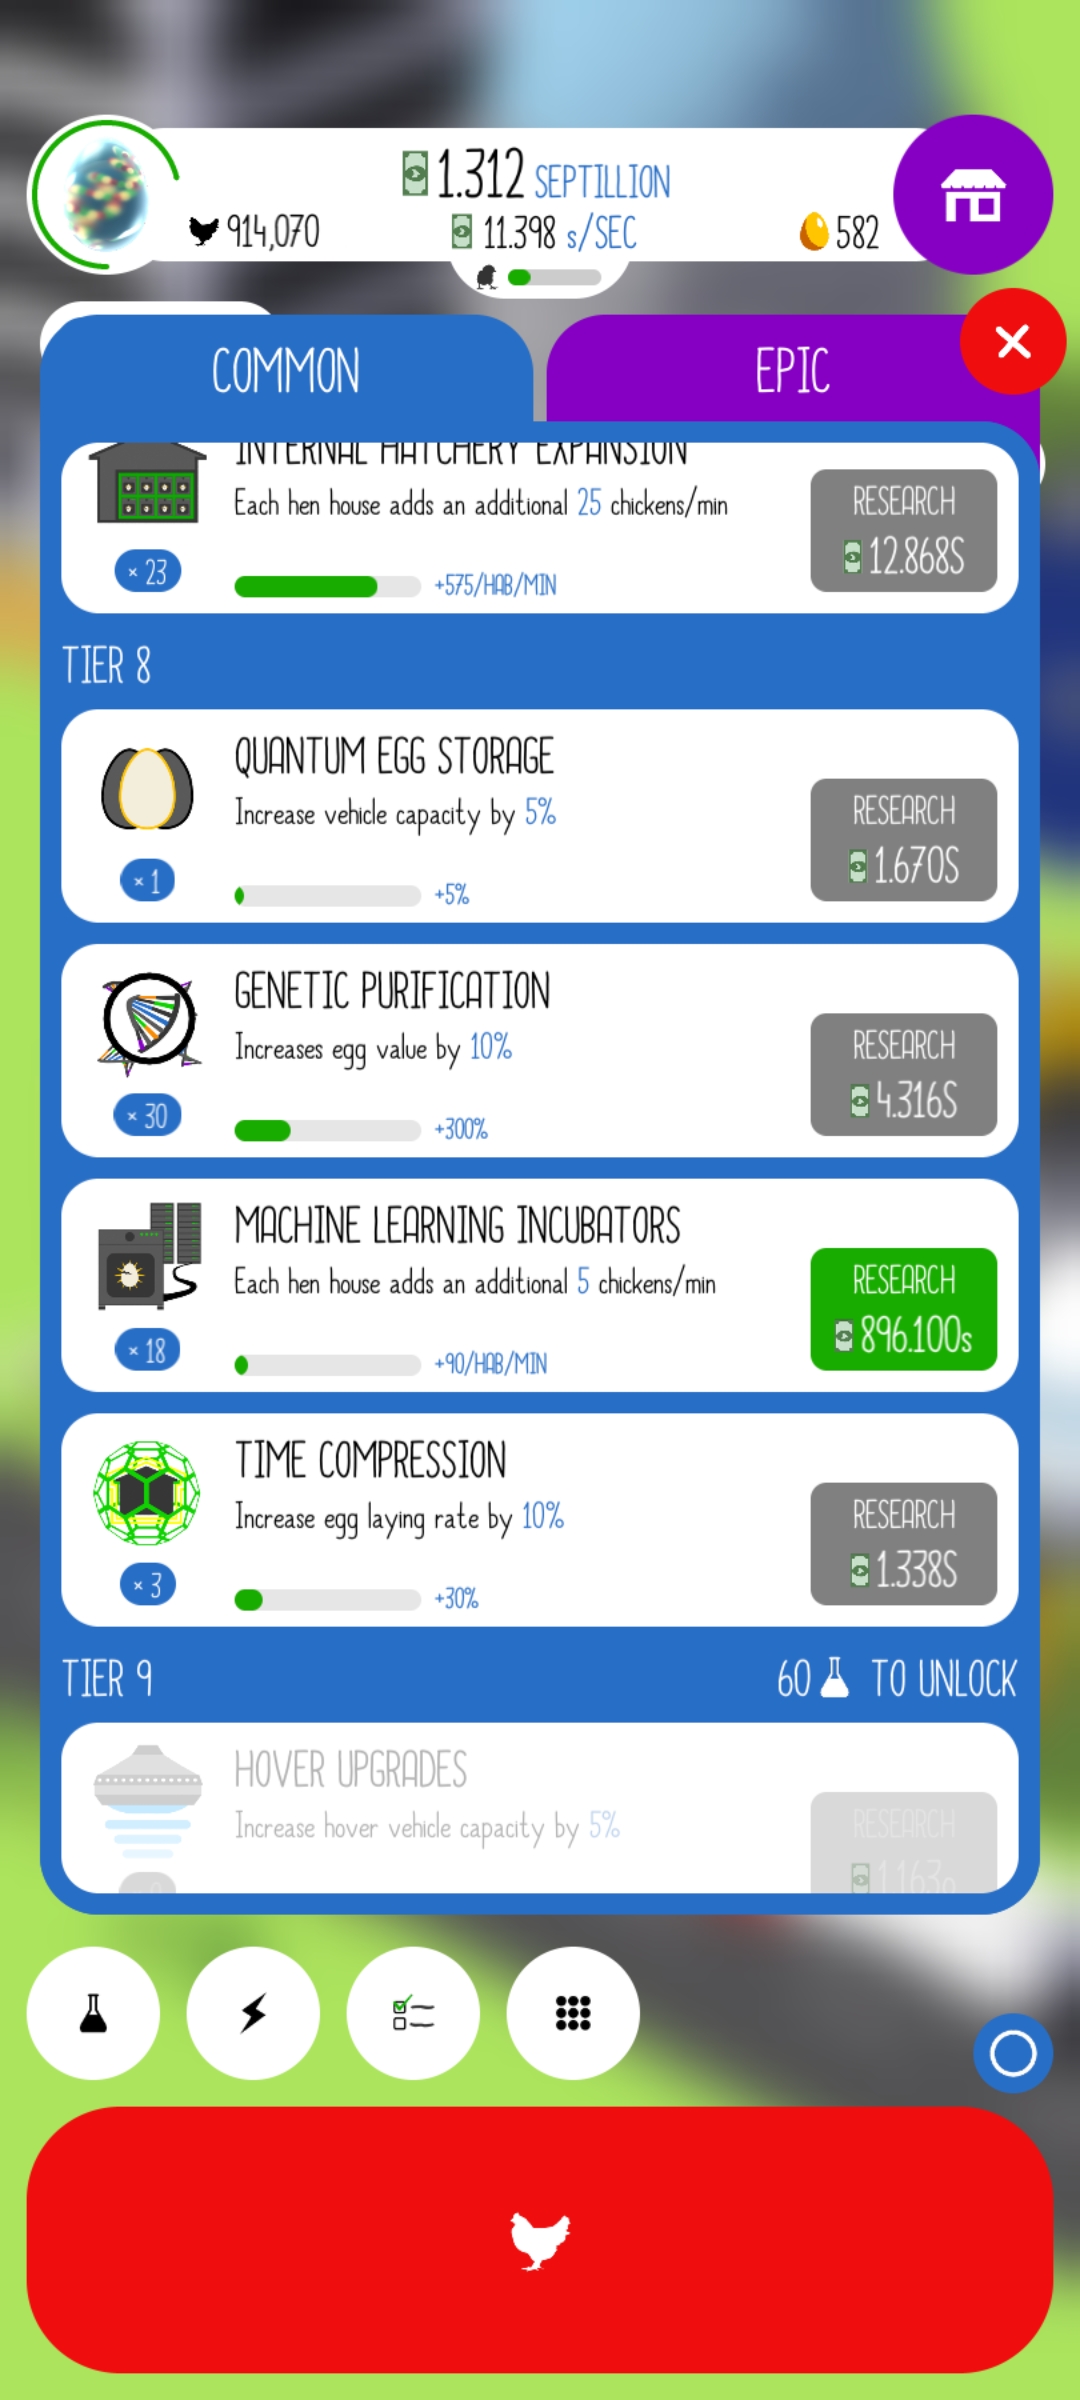 1.312 SEPTILLION
914,070
11.398 s/SEC
582
COMMON
EPIC
INTERNAL HATCHERY EXPANSION
Each hen house adds an additional 25 chickens/min
RESEARCH
12.868S
× 23
+575/HAB/MIN
TIER 8
QUANTUM EGG STORAGE
Increase vehicle capacity by 5%
RESEARCH
1.670S
× 1
+5%
GENETIC PURIFICATION
Increases egg value by 10%
RESEARCH
4.316S
× 30
+300%
MACHINE LEARNING INCUBATORS
Each hen house adds an additional 5 chickens/min
RESEARCH
896.100s
× 18
+90/HAB/MIN
TIME COMPRESSION
Increase egg laying rate by 10%
RESEARCH
1.338S
× 3
+30%
TIER 9
60 TO UNLOCK
HOVER UPGRADES
Increase hover vehicle capacity by 5%
RESEARCH